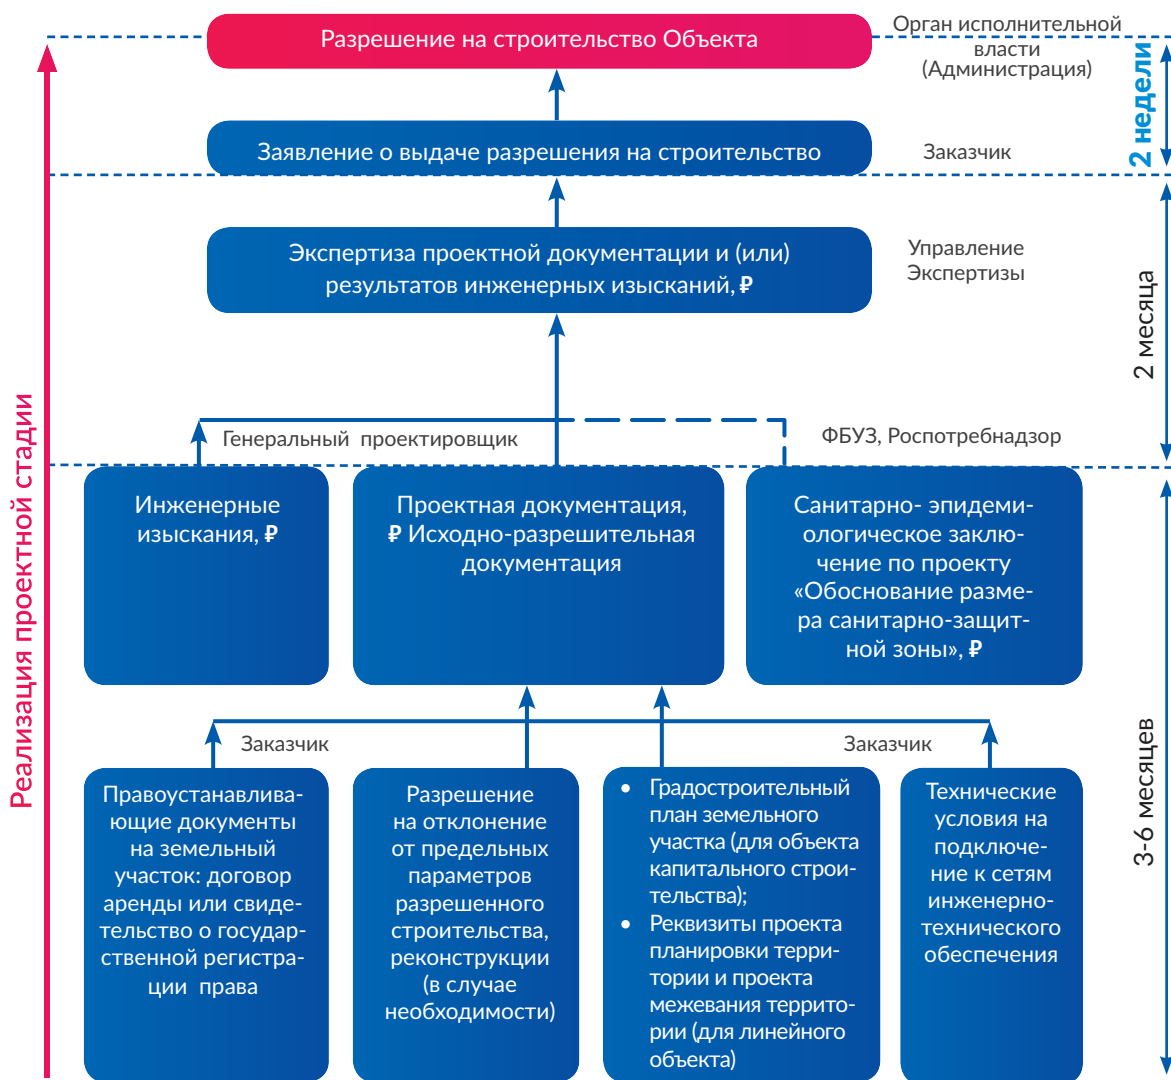 Разрешение на строительство Объекта
Орган исполнительной
власти
(Администрация)
2 недели
Заявление о выдаче разрешения на строительство
Заказчик
Экспертиза проектной документации и (или)
результатов инженерных изысканий, ₽
Управление
Экспертизы
2 месяца
Реализация проектной стадии
Генеральный проектировщик
ФБУЗ, Роспотребнадзор
Инженерные
изыскания, ₽
Проектная документация,
₽ Исходно-разрешительная
документация
Санитарно- эпидеми-
ологическое заклю-
чение по проекту
«Обоснование разме-
ра санитарно-защит-
ной зоны», ₽
3-6 месяцев
Заказчик
Заказчик
Правоустанавлива-
ющие документы
на земельный
участок: договор
аренды или свиде-
тельство о государ-
ственной регистра-
ции права
Разрешение
на отклонение
от предельных
параметров
разрешенного
строительства,
реконструкции
(в случае
необходимости)
• Градостроительный
план земельного
участка (для объекта
капитального строи-
тельства);
• Реквизиты проекта
планировки терри-
тории и проекта
межевания террито-
рии (для линейного
объекта)
Технические
условия на
подключе-
ние к сетям
инженерно-
технического
обеспечения